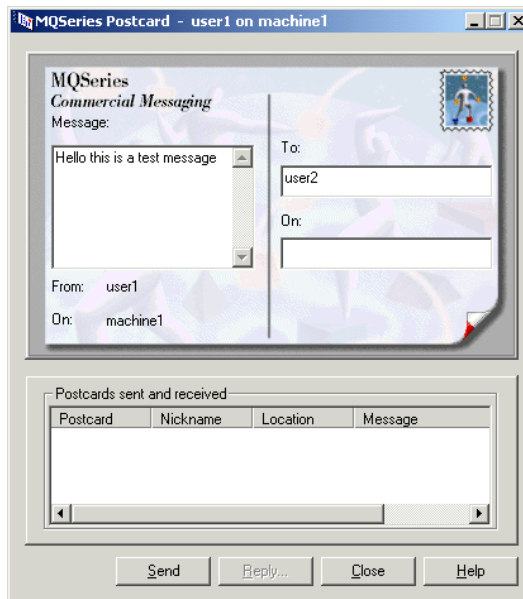 MQSeries Postcard - user1 on machine1
MQSeries
Commercial Messaging
Message:
Hello this is a test message
From: user1
On: machine1
To:
user2
On:
Postcards sent and received
Postcard Nickname Location Message
Send Reply... Close Help